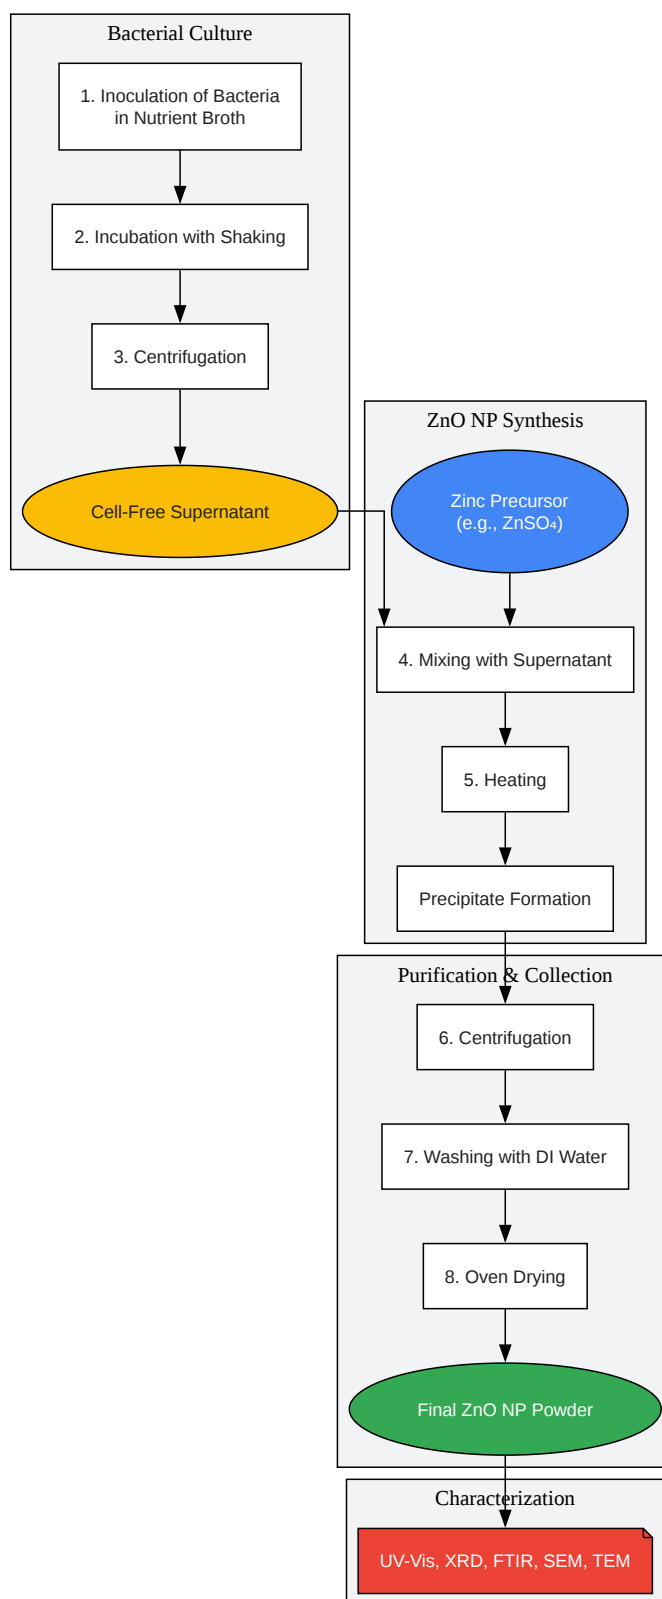 Bacterial Culture
1. Inoculation of Bacteria
in Nutrient Broth
2. Incubation with Shaking
3. Centrifugation
Cell-Free Supernatant
ZnO NP Synthesis
Zinc Precursor
(e.g., ZnSO₄)
4. Mixing with Supernatant
5. Heating
Precipitate Formation
Purification & Collection
6. Centrifugation
7. Washing with DI Water
8. Oven Drying
Final ZnO NP Powder
Characterization
UV-Vis, XRD, FTIR, SEM, TEM